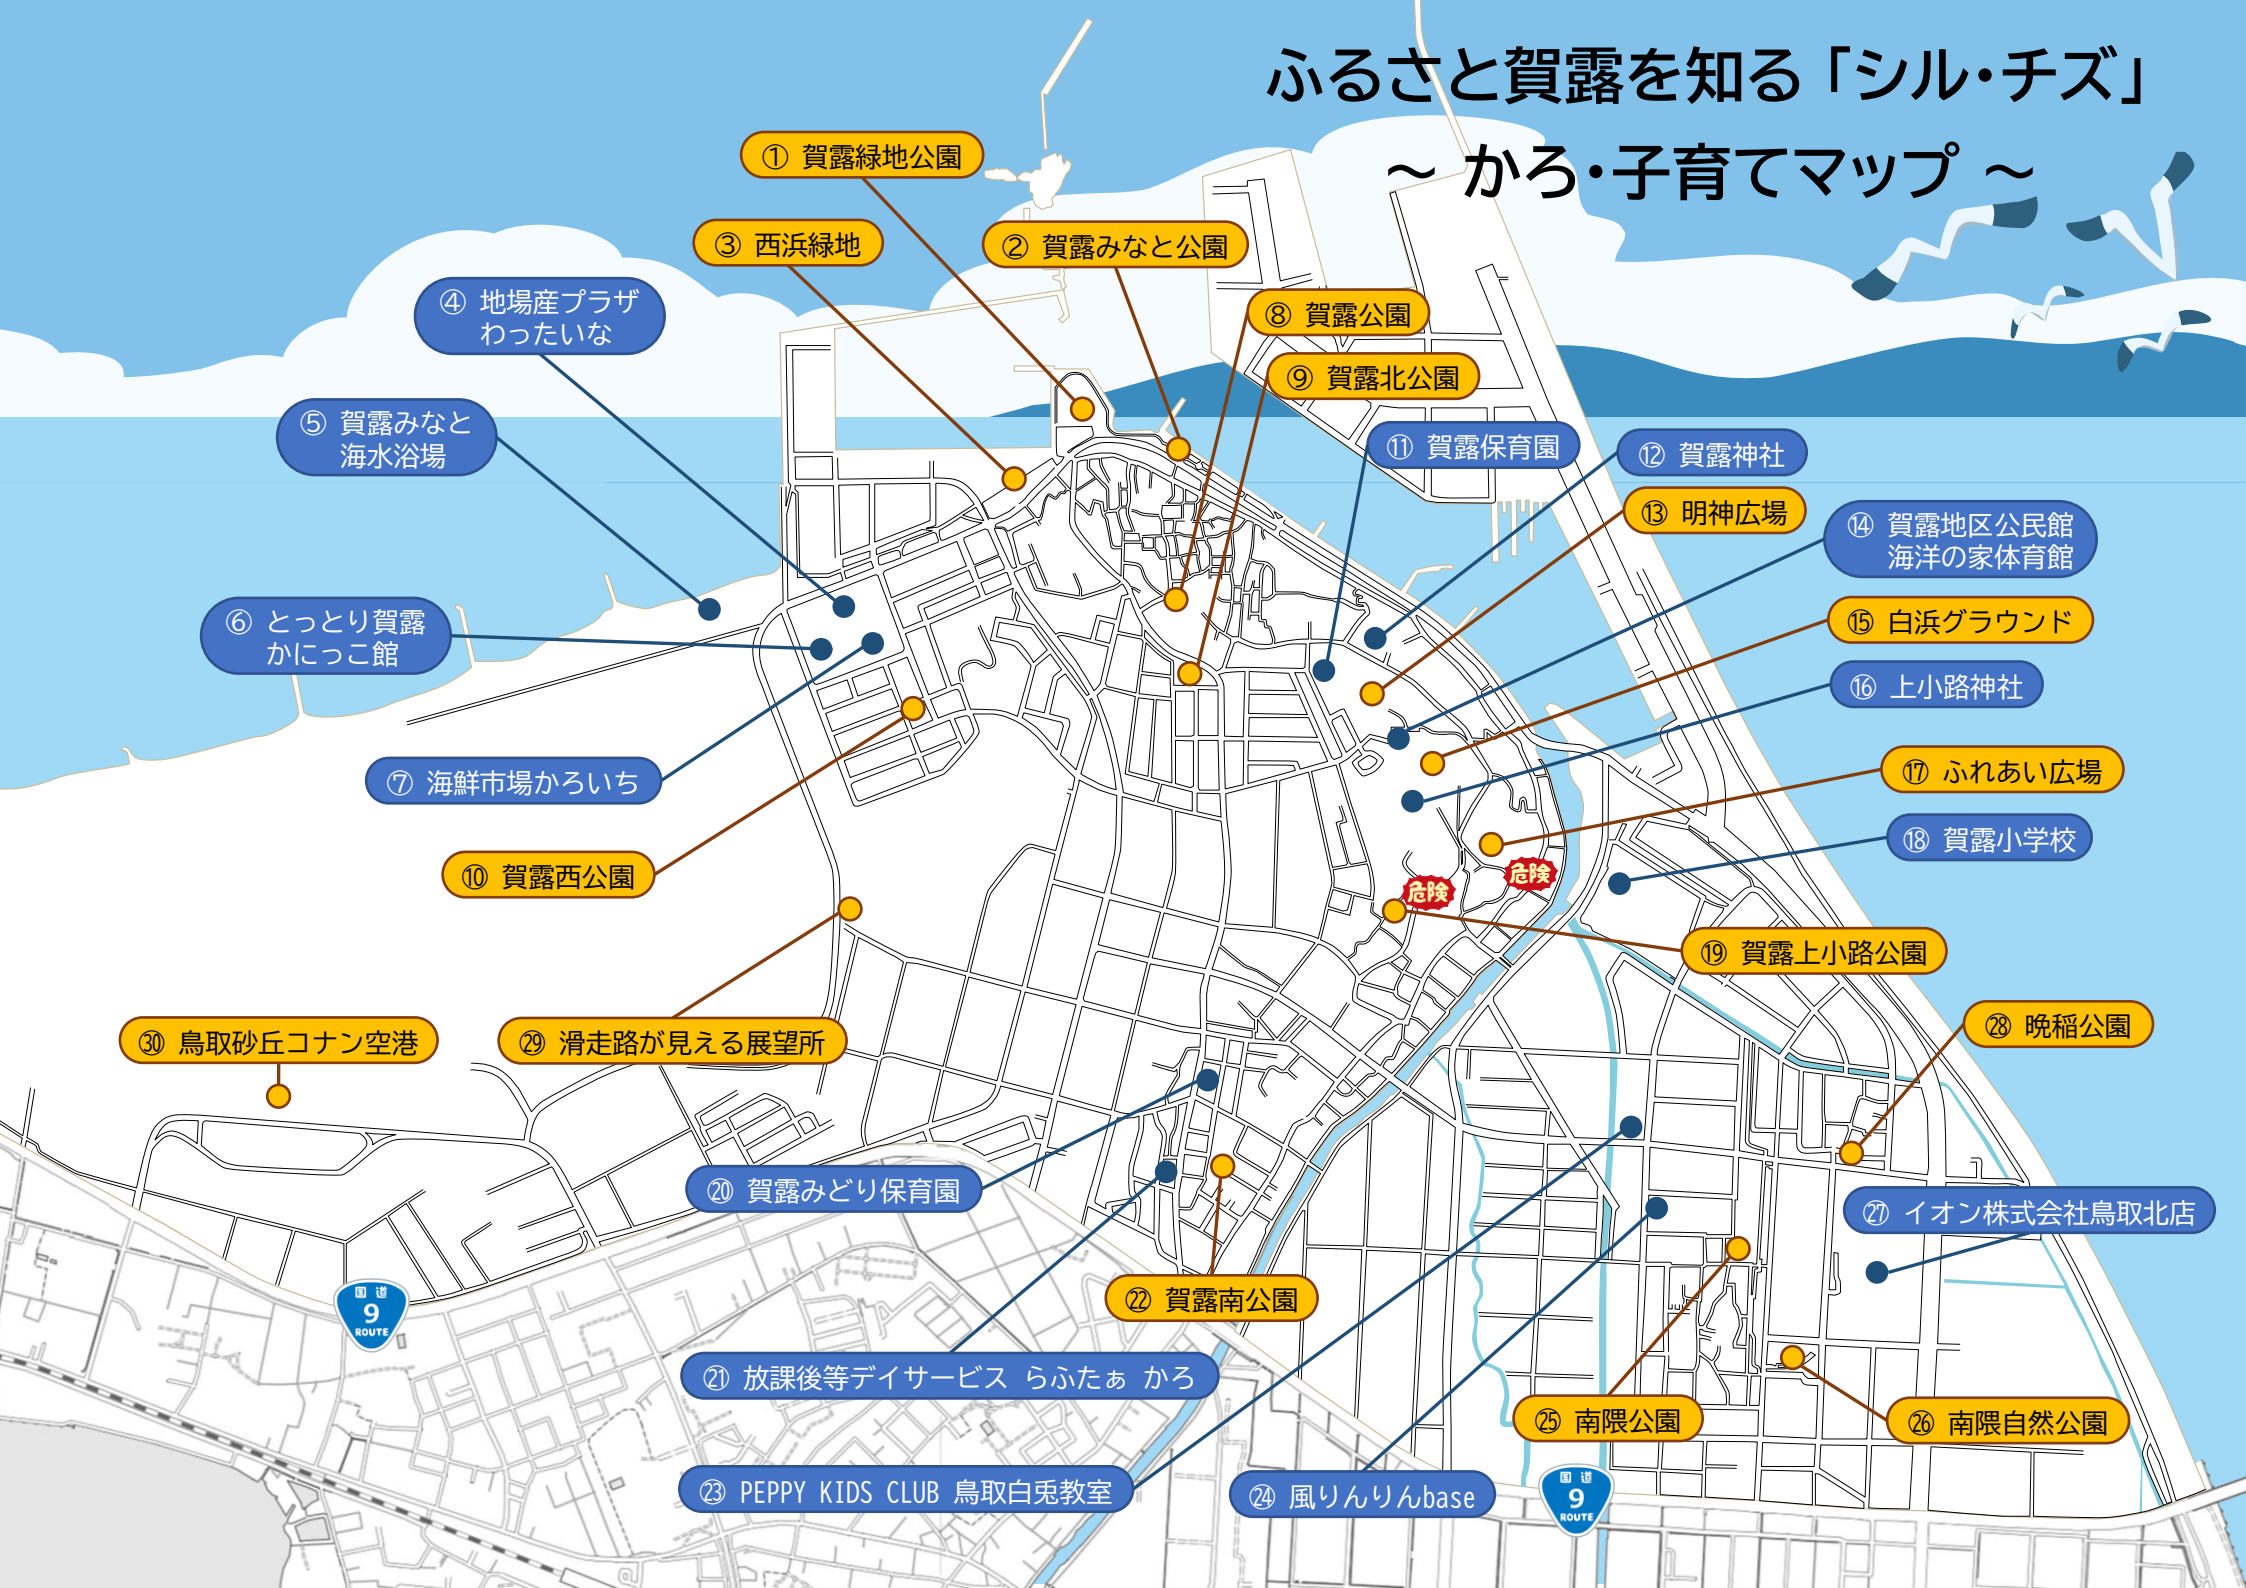 ふるさと賀露を知る「シル・チズ」
～ かろ・子育てマップ ～
① 賀露緑地公園
③ 西浜緑地
② 賀露みなと公園
④ 地場産プラザ
わったいな
⑧ 賀露公園
⑨ 賀露北公園
⑤ 賀露みなと
海水浴場
⑪ 賀露保育園
⑫ 賀露神社
⑬ 明神広場
⑭ 賀露地区公民館
海洋の家体育館
⑥ とっとり賀露
かにっこ館
⑮ 白浜グラウンド
⑯ 上小路神社
⑦ 海鮮市場かろいち
⑰ ふれあい広場
⑱ 賀露小学校
⑩ 賀露西公園
危険
危険
⑲ 賀露上小路公園
㉚ 鳥取砂丘コナン空港
㉙ 滑走路が見える展望所
㉘ 晩稲公園
⑳ 賀露みどり保育園
㉗ イオン株式会社鳥取北店
㉒ 賀露南公園
国道
9
ROUTE
㉑ 放課後等デイサービス らふたぁ かろ
㉕ 南隈公園
㉖ 南隈自然公園
㉓ PEPPY KIDS CLUB 鳥取白兎教室
㉔ 風りんりんbase
国道
9
ROUTE